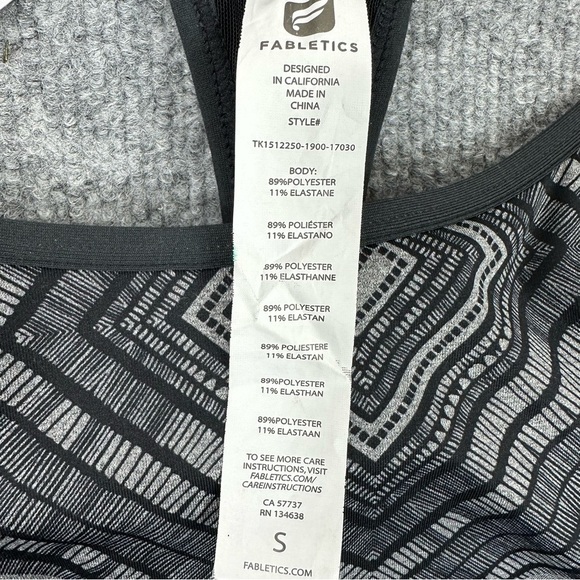 FABLETICS
DESIGNED
IN CALIFORNIA
MADE IN
CHINA
STYLE#
TK1512250-1900-17030
BODY:
89%POLYESTER
11% ELASTANE
89% POLIÉSTER
11% ELASTANO
89% POLYESTER
11% ELASTHANNE
89% POLYESTER
11% ELASTAN
89% POLIESTERE
11% ELASTAN
89%POLYESTER
11% ELASTHAN
89%POLYESTER
11% ELASTAAN
TO SEE MORE CARE
INSTRUCTIONS, VISIT
FABLETICS.COM/
CAREINSTRUCTIONS
CA 57737
RN 134638
S
FABLETICS.COM